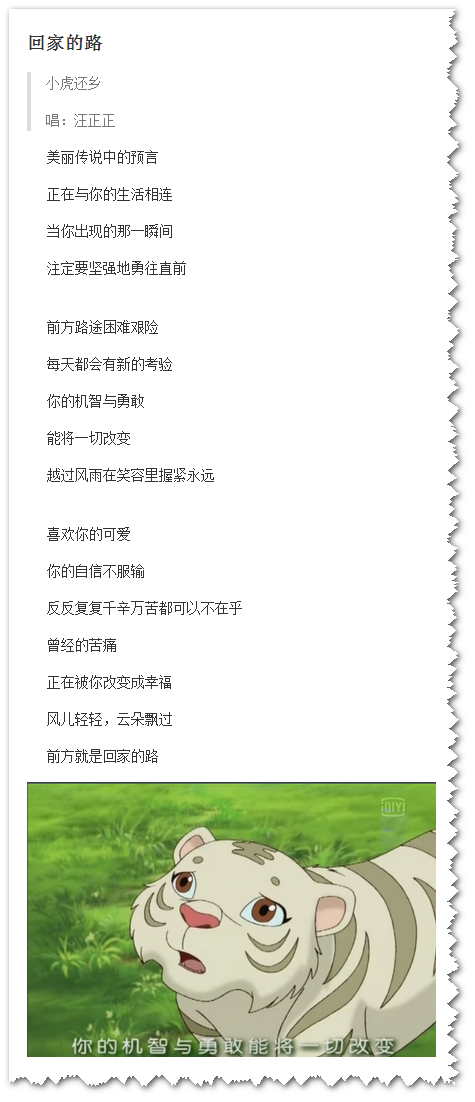 回家的路
小虎还乡
唱：汪正正
美丽传说中的预言
正在与你的生活相连
当你出现的那一瞬间
注定要坚强地勇往直前
前方路途困难艰险
每天都会有新的考验
你的机智与勇敢
能将一切改变
越过风雨在笑容里握紧永远
喜欢你的可爱
你的自信不服输
反反复复千辛万苦都可以不在乎
曾经的苦痛
正在被你改变成幸福
风儿轻轻，云朵飘过
前方就是回家的路
QIY
你的机智与勇敢能将一切改变